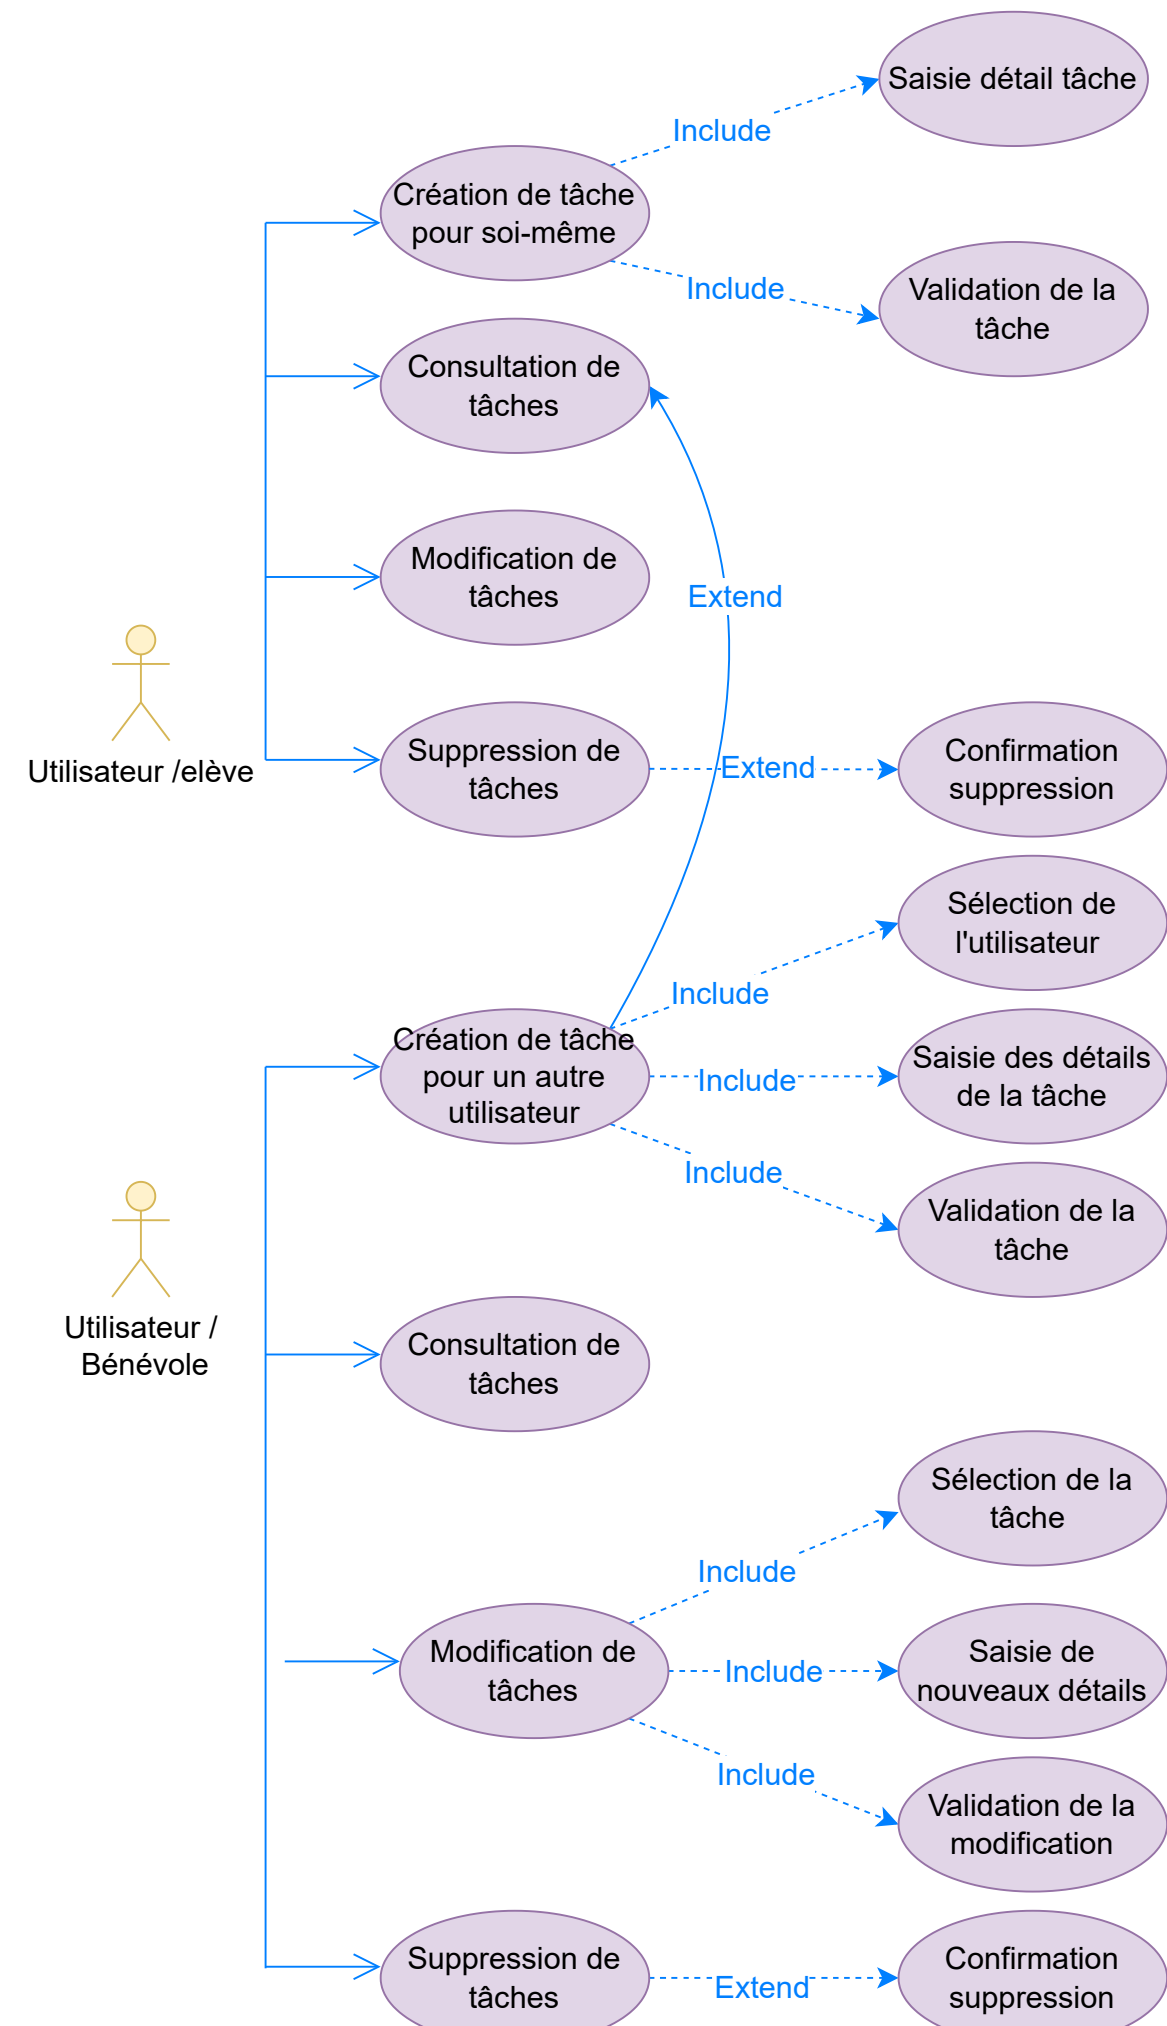 Saisie détail tâche
Include
Création de tâche
pour soi-même
Include
Validation de la
tâche
Consultation de
tâches
Modification de
tâches
Extend
Utilisateur /elève
Suppression de
tâches
Extend
Confirmation
suppression
Sélection de
l'utilisateur
Include
Création de tâche
pour un autre
utilisateur
Include
Saisie des détails
de la tâche
Include
Validation de la
tâche
Utilisateur /
Bénévole
Consultation de
tâches
Sélection de la
tâche
Include
Modification de
tâches
Include
Saisie de
nouveaux détails
Include
Validation de la
modification
Suppression de
tâches
Extend
Confirmation
suppression